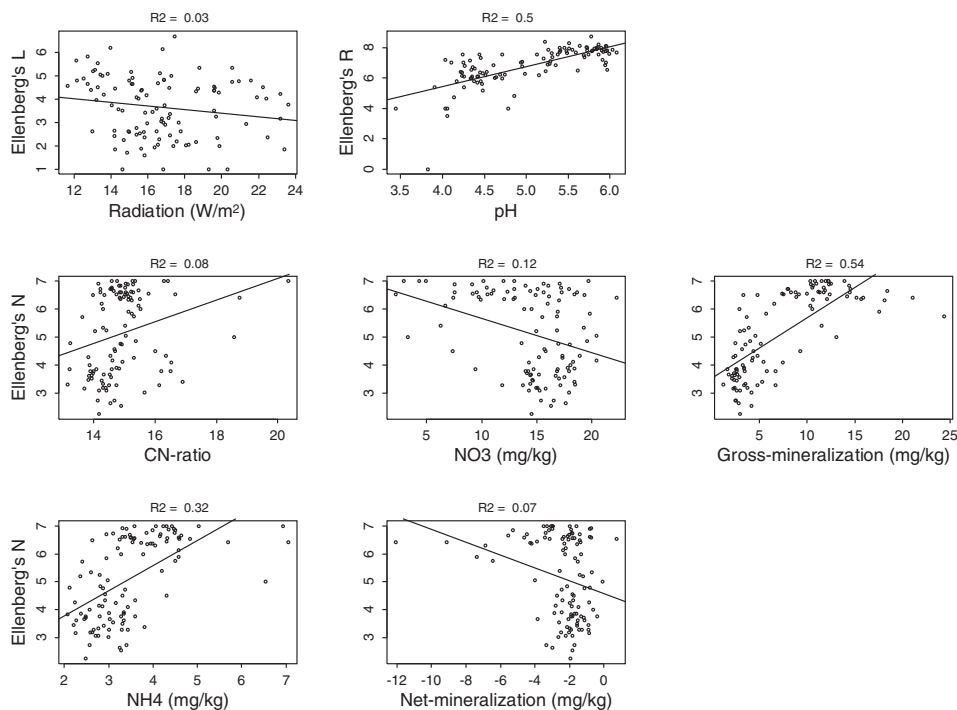 R2 = 0.03
Ellenberg's L
1 2 3 4 5 6
12 14 16 18 20 22 24
Radiation (W/m²)
R2 = 0.5
Ellenberg's R
0 2 4 6 8
3.5 4.0 4.5 5.0 5.5 6.0
pH
R2 = 0.08
Ellenberg's N
3 4 5 6 7
14 16 18 20
CN-ratio
R2 = 0.12
5 10 15 20
NO3 (mg/kg)
R2 = 0.54
3 4 5 6 7
5 10 15 20 25
Gross-mineralization (mg/kg)
R2 = 0.32
Ellenberg's N
3 4 5 6 7
2 3 4 5 6 7
NH4 (mg/kg)
R2 = 0.07
3 4 5 6 7
-12 -10 -8 -6 -4 -2 0
Net-mineralization (mg/kg)